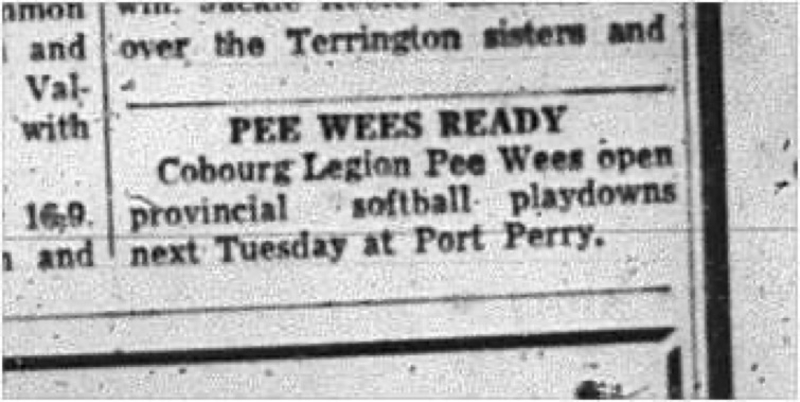 mmon
and
Val-
with
16-9.
and
over the Terrington sisters and
PEE WEES READY
Cobourg Legion Pee Wees open
provincial softball playdowns
next Tuesday at Port Perry.